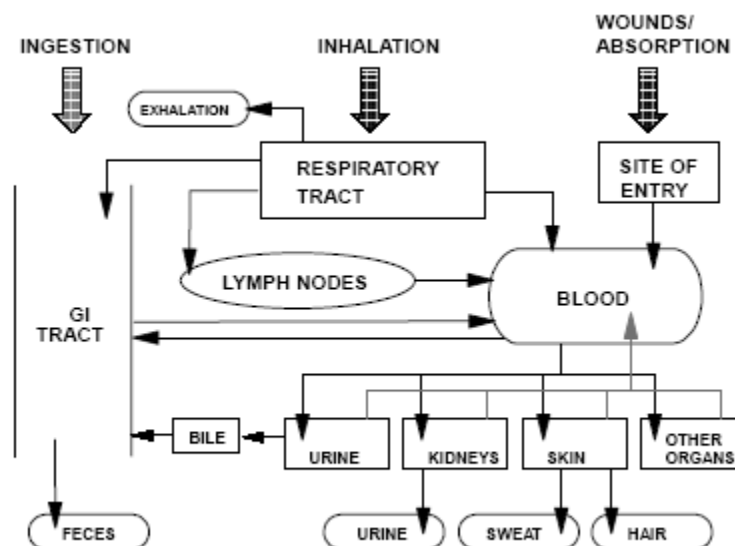 INGESTION
INHALATION
WOUNDS/
ABSORPTION
EXHALATION
RESPIRATORY
TRACT
SITE OF
ENTRY
LYMPH NODES
BLOOD
GI
TRACT
BILE
URINE
KIDNEYS
SKIN
OTHER
ORGANS
FECES
URINE
SWEAT
HAIR